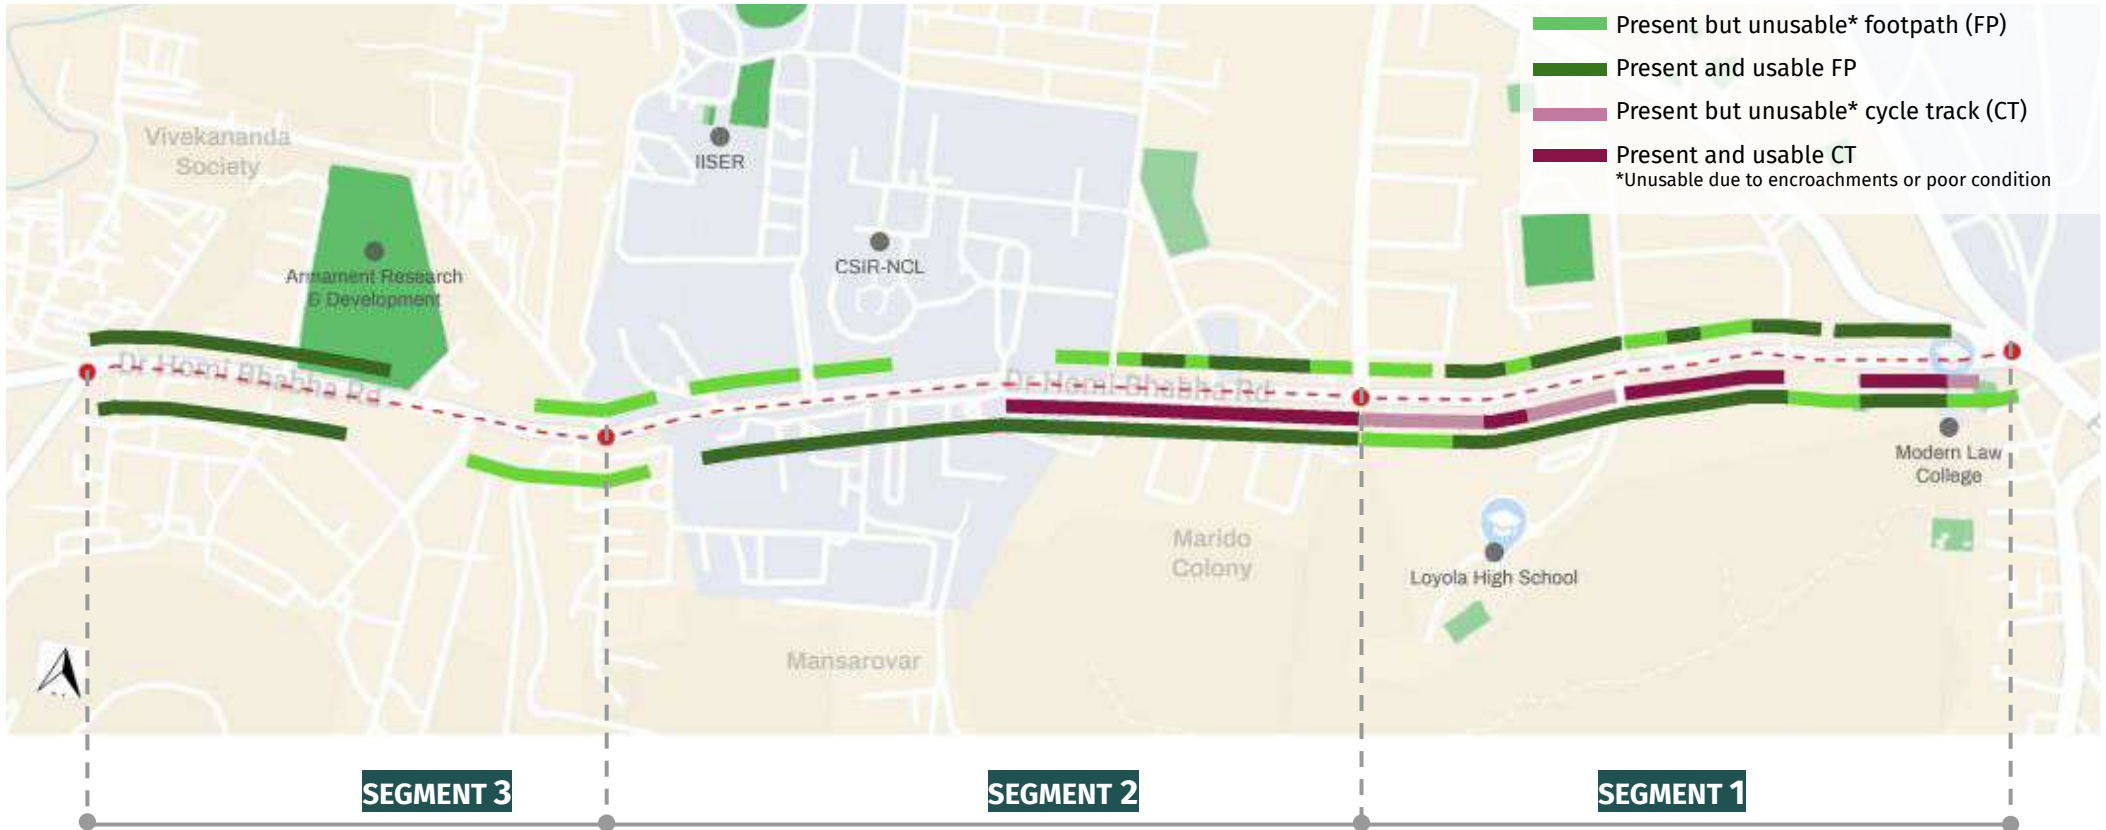 Present but unusable* footpath (FP)
Present and usable FP
Present but unusable* cycle track (CT)
Present and usable CT
*Unusable due to encroachments or poor condition
Vivekananda
Society
IISER
Armament Research
& Development
CSIR-NCL
Dr Homi Bhabha Rd
Dr Homi Bhabha Rd
Modern Law
College
Marido
Colony
Loyola High School
Mansarovar
SEGMENT 3
SEGMENT 2
SEGMENT 1